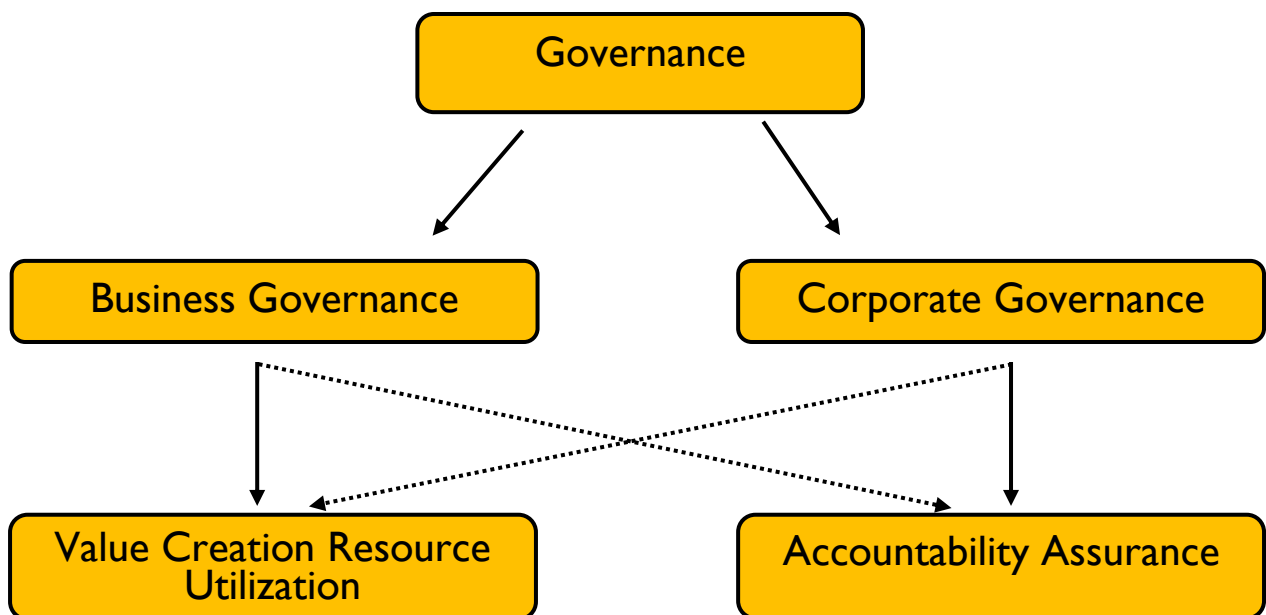 Governance
Business Governance
Corporate Governance
Value Creation Resource
Utilization
Accountability Assurance